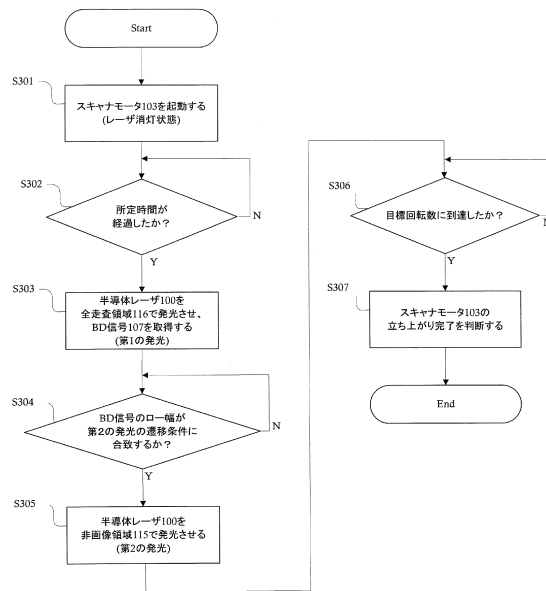 Start
S301
スキャナモータ103を起動する
(レーザ消灯状態)
S302
所定時間が
経過したか？
N
Y
S303
半導体レーザ100を
全走査領域116で発光させ、
BD信号107を取得する
(第1の発光)
S304
BD信号のロー幅が
第2の発光の遷移条件に
合致するか？
N
Y
S305
半導体レーザ100を
非画像領域115で発光させる
(第2の発光)
S306
目標回転数に到達したか？
N
Y
S307
スキャナモータ103の
立ち上がり完了を判断する
End